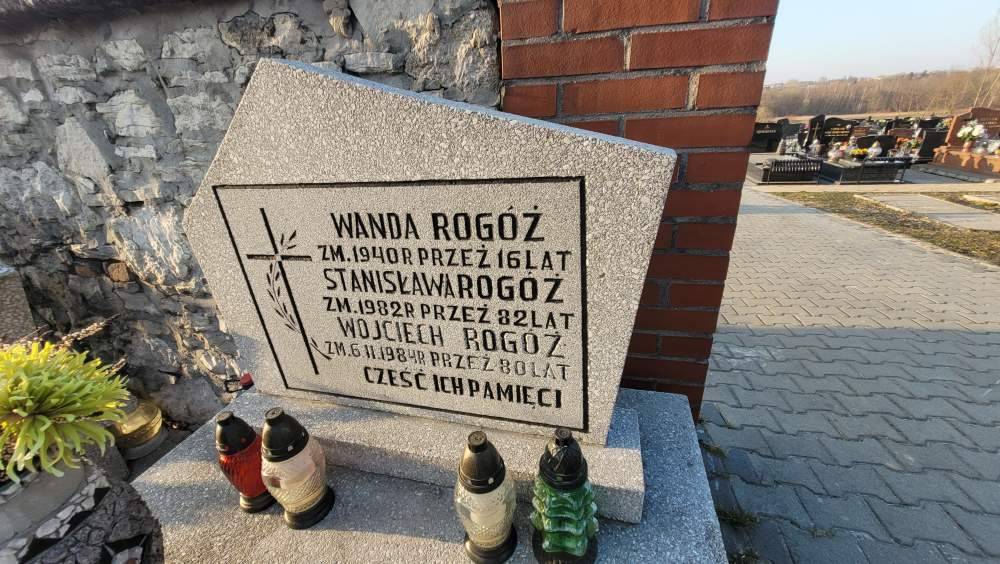 WANDA ROGÓŻ
ZM. 1940R PRZEŻ 16 LAT
STANISŁAWA ROGÓŻ
ZM. 1982R PRZEŻ 82 LAT
WOJCIECH ROGÓŻ
ZM. 6.II.1984R PRZEŻ 80 LAT
CZEŚĆ ICH PAMIĘCI